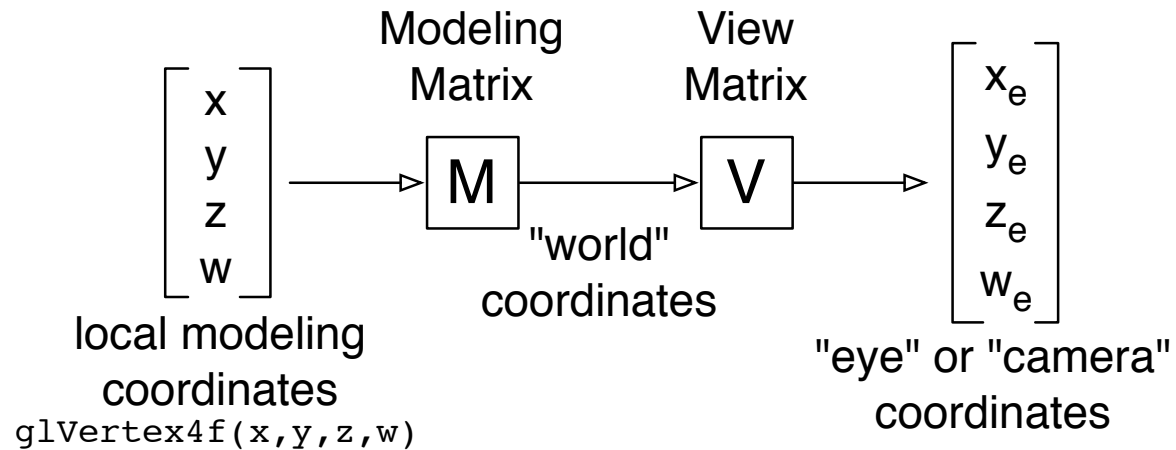 Modeling
Matrix
View
Matrix
x
y
z
w
M
V
"world"
coordinates
x_e
y_e
z_e
w_e
local modeling
coordinates
glVertex4f(x,y,z,w)
"eye" or "camera"
coordinates